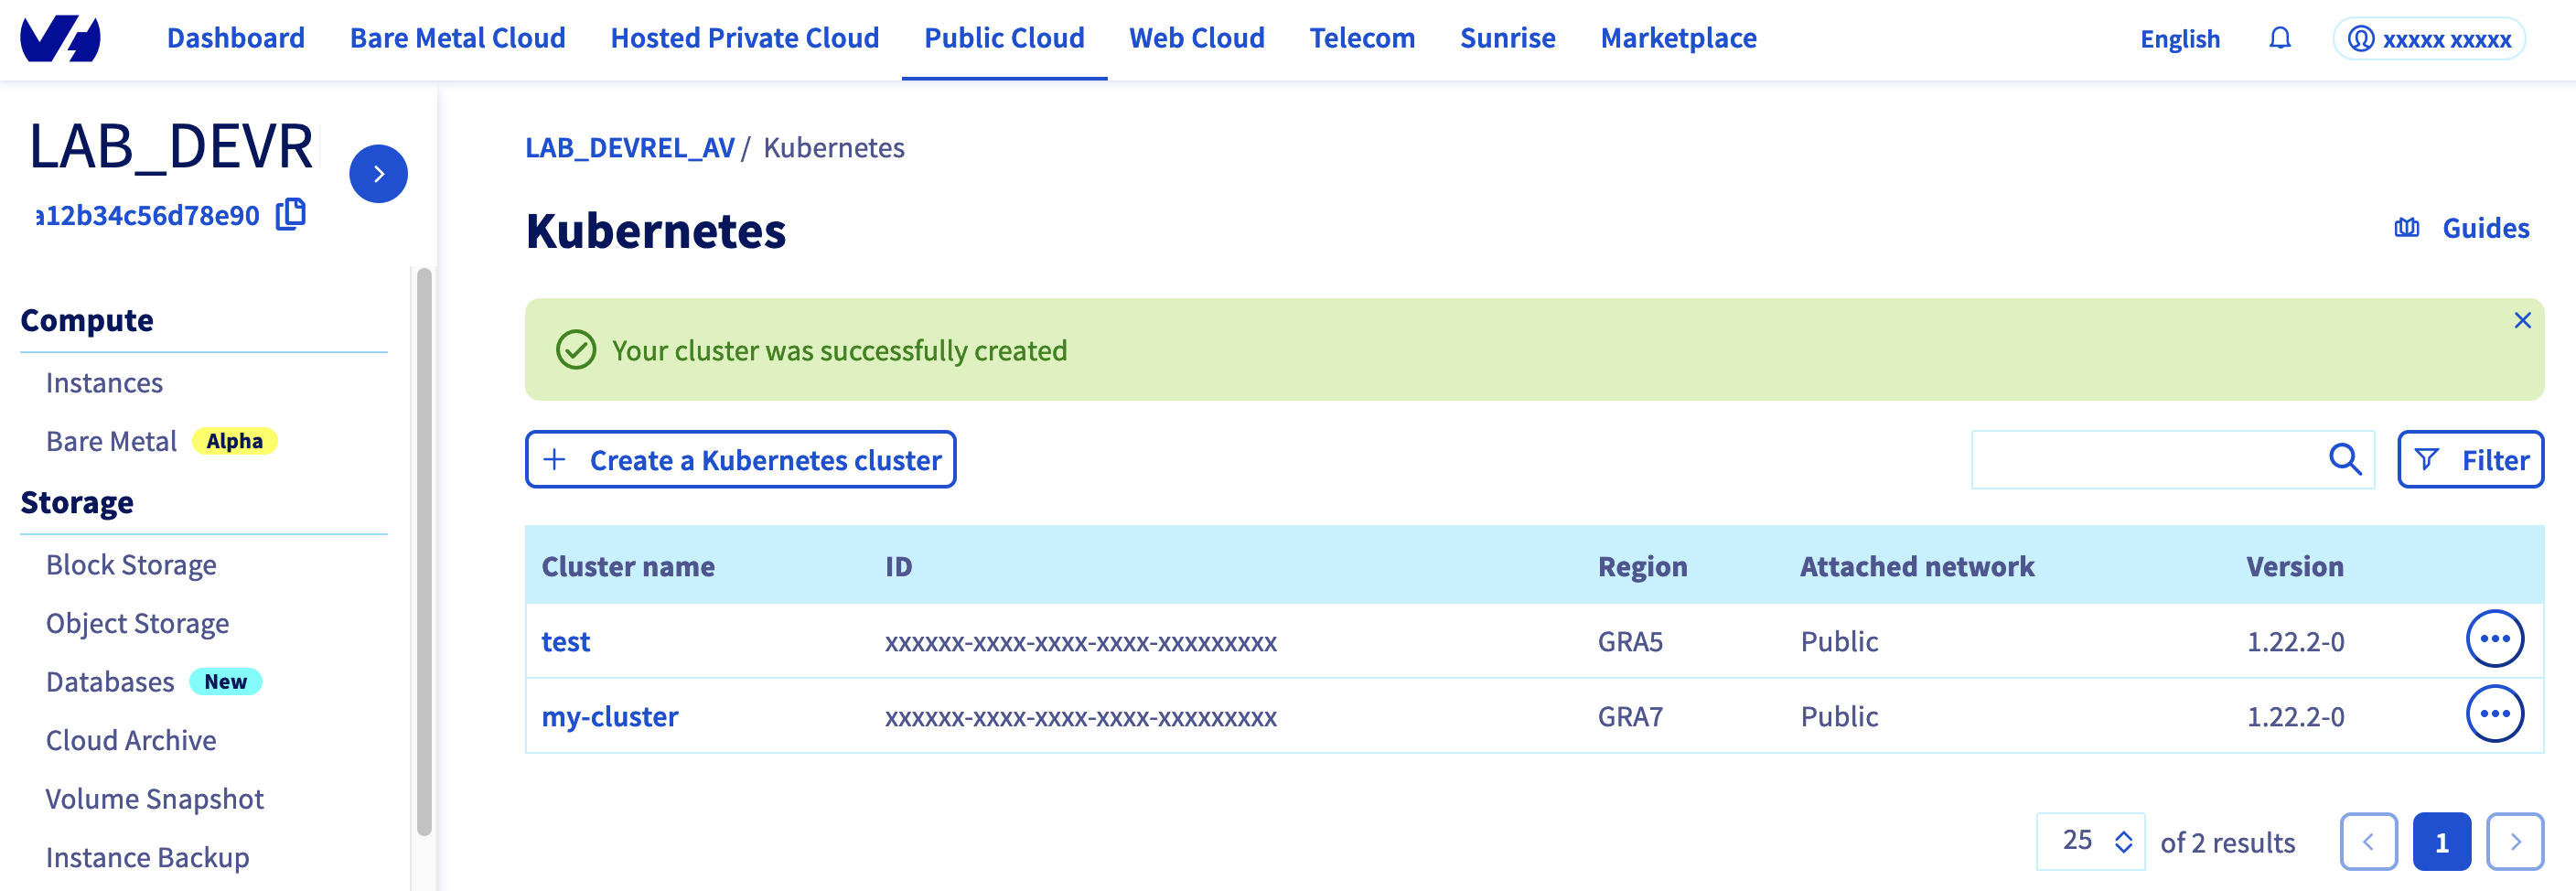 Dashboard Bare Metal Cloud Hosted Private Cloud Public Cloud Web Cloud Telecom Sunrise Marketplace English xxxxx xxxxx
LAB_DEVR
a12b34c56d78e90
Compute
Instances
Bare Metal Alpha
Storage
Block Storage
Object Storage
Databases New
Cloud Archive
Volume Snapshot
Instance Backup
LAB_DEVREL_AV / Kubernetes
Kubernetes
Guides
Your cluster was successfully created
Create a Kubernetes cluster
Filter
Cluster name ID Region Attached network Version
test xxxxxx-xxxx-xxxx-xxxx-xxxxxxxxx GRA5 Public 1.22.2-0
my-cluster xxxxxx-xxxx-xxxx-xxxx-xxxxxxxxx GRA7 Public 1.22.2-0
25 of 2 results 1